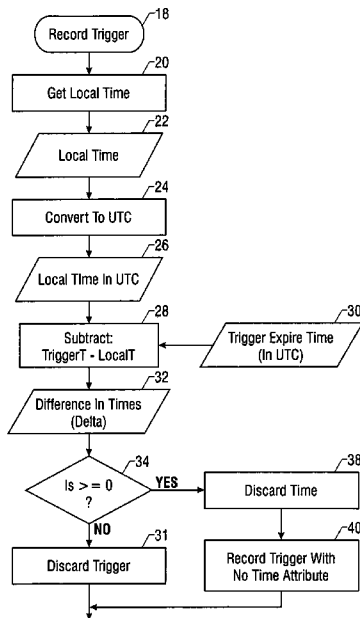 18
Record Trigger
20
Get Local Time
22
Local Time
24
Convert To UTC
26
Local TIme In UTC
28
Subtract:
TriggerT - LocalT
30
Trigger Expire Time
(In UTC)
32
Difference In Times
(Delta)
34
Is >= 0
?
YES
NO
38
Discard Time
31
Discard Trigger
40
Record Trigger With
No Time Attribute